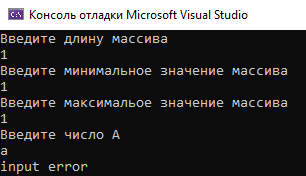 Консоль отладки Microsoft Visual Studio
Введите длину массива
1
Введите минимальное значение массива
1
Введите максимальое значение массива
1
Введите число A
a
input error